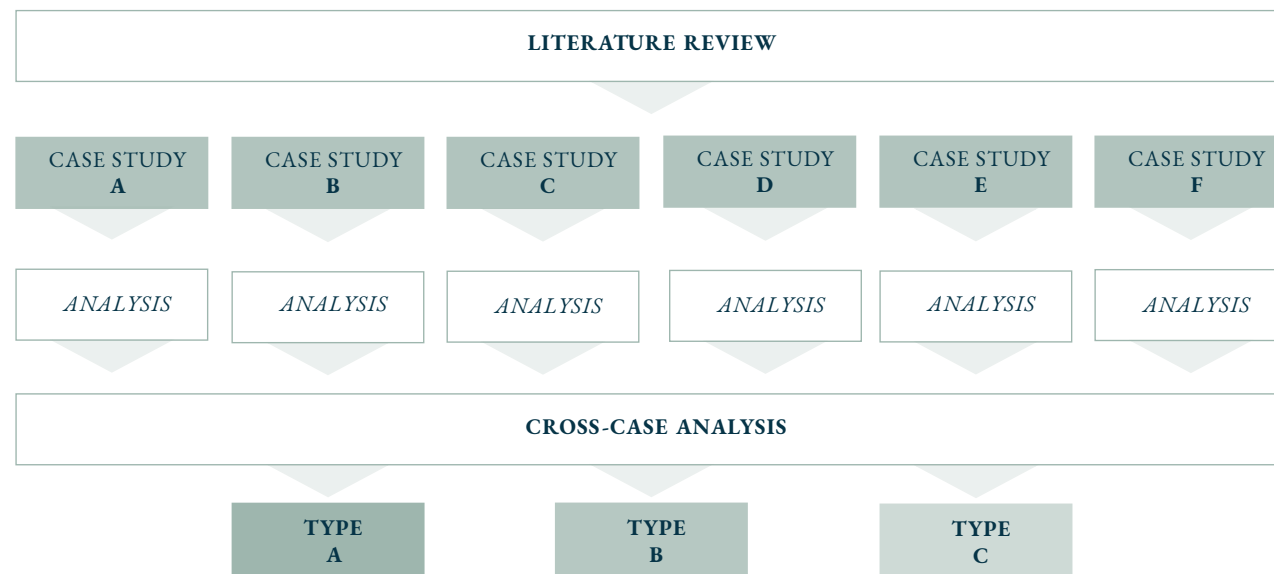 LITERATURE REVIEW
CASE STUDY
A
CASE STUDY
B
CASE STUDY
C
CASE STUDY
D
CASE STUDY
E
CASE STUDY
F
ANALYSIS
ANALYSIS
ANALYSIS
ANALYSIS
ANALYSIS
ANALYSIS
CROSS-CASE ANALYSIS
TYPE
A
TYPE
B
TYPE
C